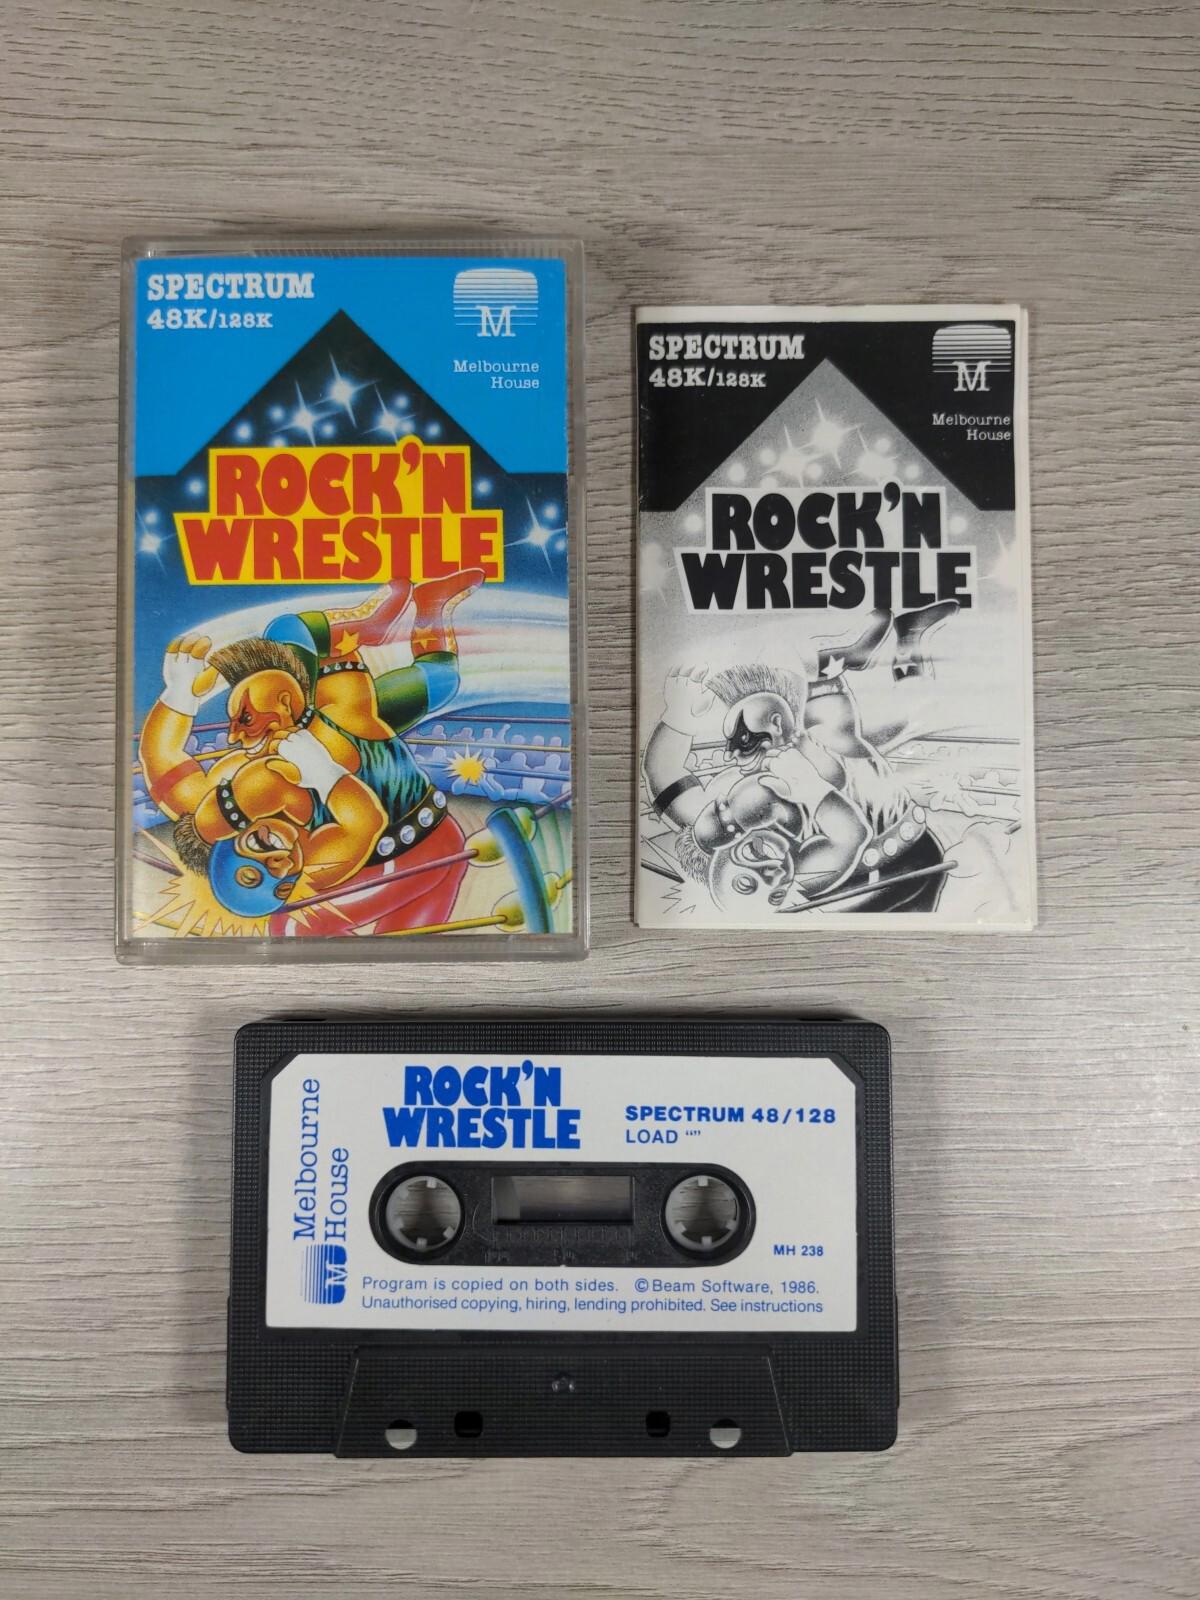 SPECTRUM
48K/128K
M
Melbourne
House
ROCK'N
WRESTLE
SPECTRUM
48K/128K
M
Melbourne
House
ROCK'N
WRESTLE
M
Melbourne
House
ROCK'N
WRESTLE
SPECTRUM 48/128
LOAD “”
MH 238
Program is copied on both sides. © Beam Software, 1986.
Unauthorised copying, hiring, lending prohibited. See instructions